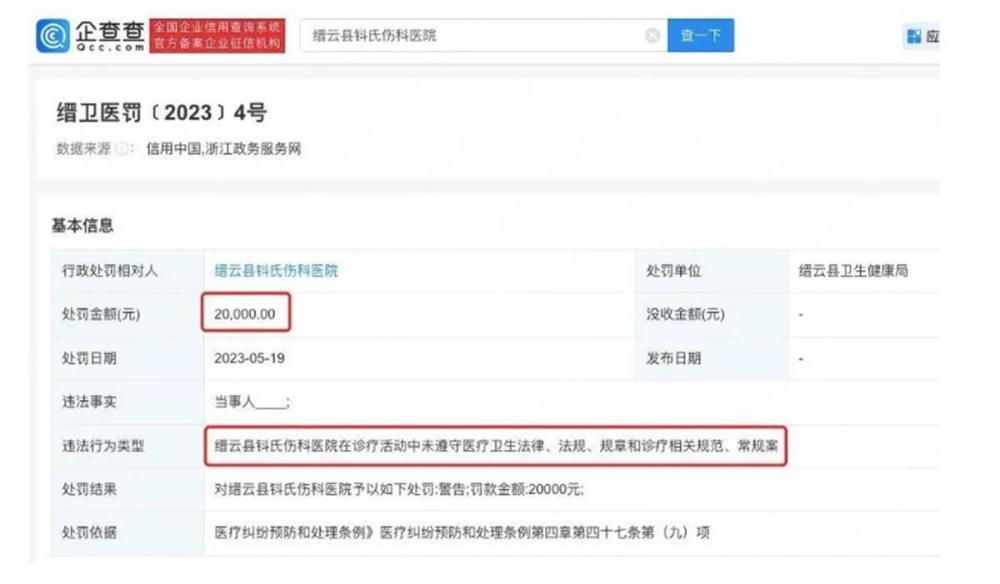 企查查
Qcc.com
全国企业信用查询系统
官方备案企业征信机构
缙云县钭氏伤科医院
查一下
应
缙卫医罚〔2023〕4号
数据来源 : 信用中国,浙江政务服务网
基本信息
行政处罚相对人 缙云县钭氏伤科医院 处罚单位 缙云县卫生健康局
处罚金额(元) 20,000.00 没收金额(元) -
处罚日期 2023-05-19 发布日期 -
违法事实 当事人____;
违法行为类型 缙云县钭氏伤科医院在诊疗活动中未遵守医疗卫生法律、法规、规章和诊疗相关规范、常规案
处罚结果 对缙云县钭氏伤科医院予以如下处罚:警告;罚款金额:20000元;
处罚依据 医疗纠纷预防和处理条例》医疗纠纷预防和处理条例第四章第四十七条第（九）项